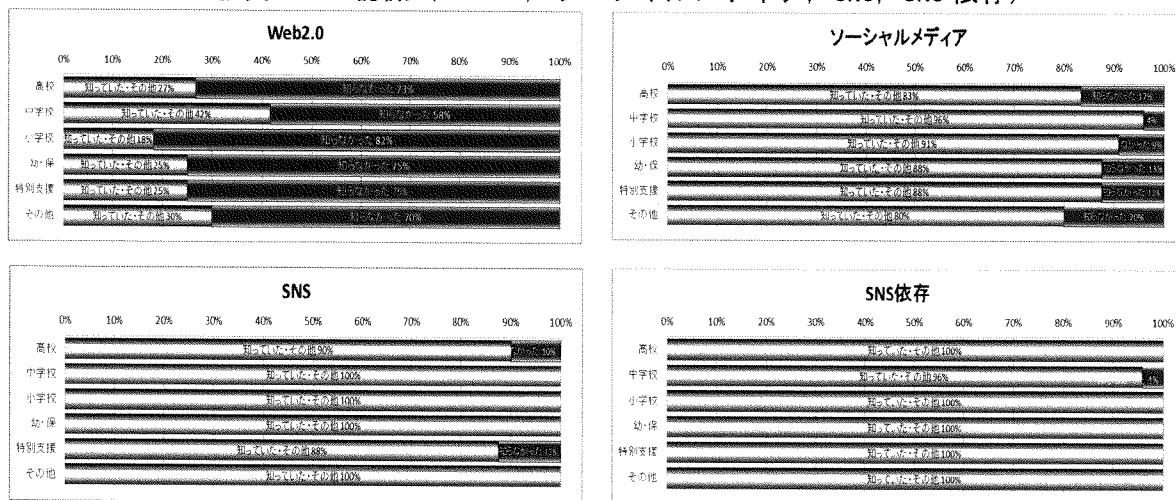 Web2.0
0% 10% 20% 30% 40% 50% 60% 70% 80% 90% 100%
高校 知っていた・その他27% 知らなかった 73%
中学校 知っていた・その他42% 知らなかった 58%
小学校 知っていた・その他18% 知らなかった 82%
幼・保 知っていた・その他25% 知らなかった 75%
特別支援 知っていた・その他25% 知らなかった 75%
その他 知っていた・その他30% 知らなかった 70%
ソーシャルメディア
0% 10% 20% 30% 40% 50% 60% 70% 80% 90% 100%
高校 知っていた・その他83% 17%
中学校 知っていた・その他96% 4%
小学校 知っていた・その他91% 9%
幼・保 知っていた・その他88%
特別支援 知っていた・その他88%
その他 知っていた・その他80% 知らなかった 20%
SNS
0% 10% 20% 30% 40% 50% 60% 70% 80% 90% 100%
高校 知っていた・その他90% 10%
中学校 知っていた・その他100%
小学校 知っていた・その他100%
幼・保 知っていた・その他100%
特別支援 知っていた・その他88%
その他 知っていた・その他100%
SNS依存
0% 10% 20% 30% 40% 50% 60% 70% 80% 90% 100%
高校 知っていた・その他100%
中学校 知っていた・その他96% 4%
小学校 知っていた・その他100%
幼・保 知っていた・その他100%
特別支援 知っていた・その他100%
その他 知っていた・その他100%